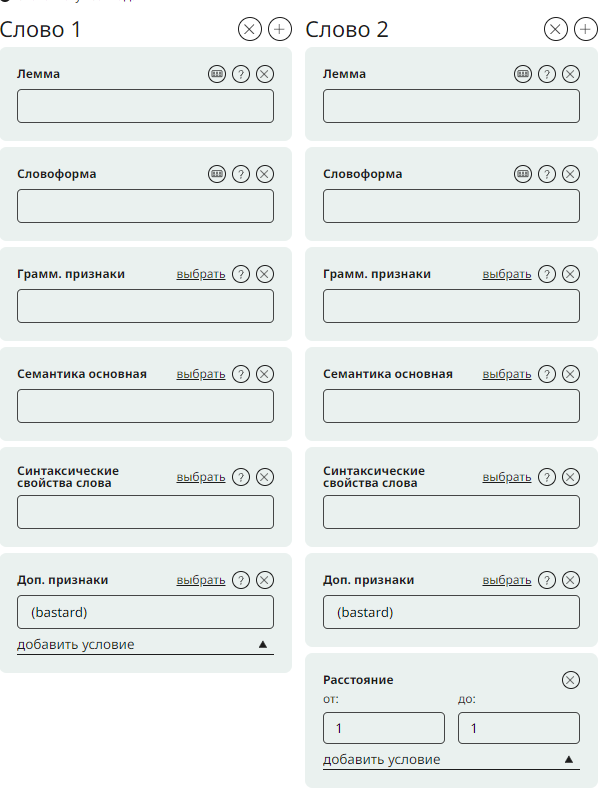 Слово 1
Лемма
?
Словоформа
?
Грамм. признаки выбрать ?
Семантика основная выбрать ?
Синтаксические
свойства слова
выбрать ?
Доп. признаки выбрать ?
(bastard)
добавить условие
Слово 2
Лемма
?
Словоформа
?
Грамм. признаки выбрать ?
Семантика основная выбрать ?
Синтаксические
свойства слова
выбрать ?
Доп. признаки выбрать ?
(bastard)
Расстояние
от: до:
1 1
добавить условие